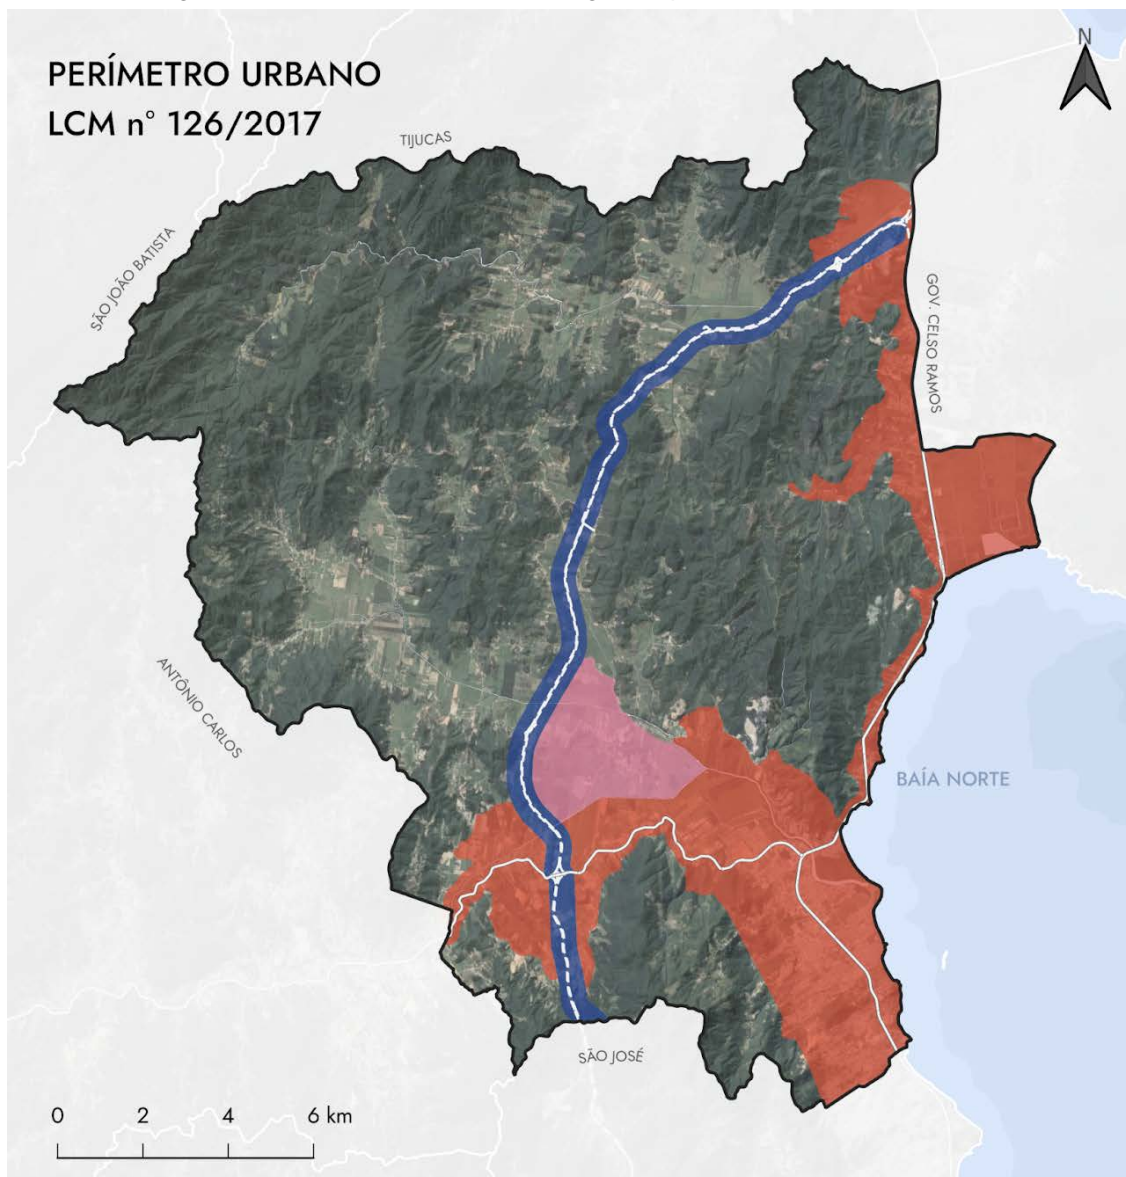 PERÍMETRO URBANO
LCM n° 126/2017
N
TIJUCAS
SÃO JOÃO BATISTA
GOV. CELSO RAMOS
ANTÔNIO CARLOS
BAÍA NORTE
SÃO JOSÉ
0 2 4 6 km